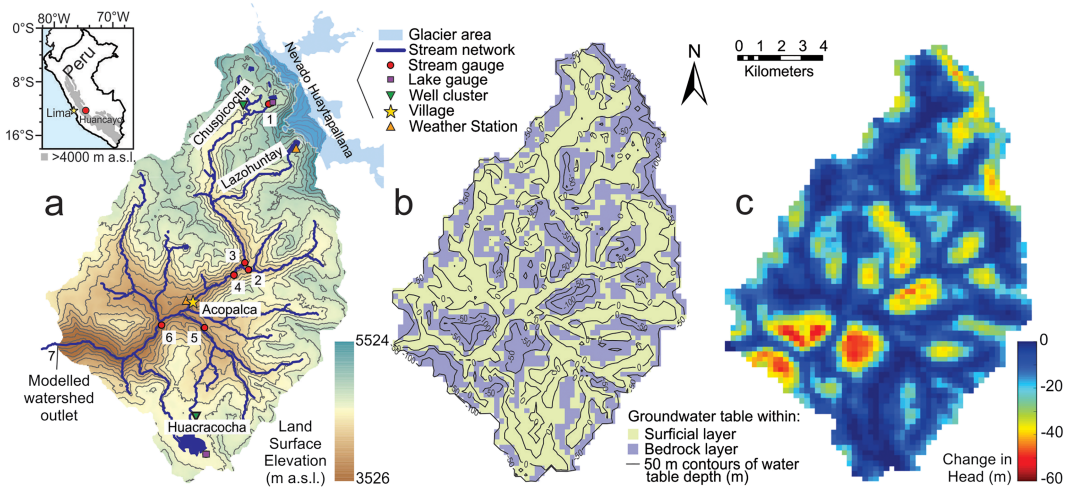 80°W 70°W
0°S
8°S
16°S
Peru
Lima
Huancayo
>4000 m a.s.l.
Glacier area
Stream network
Stream gauge
Lake gauge
Well cluster
Village
Weather Station
Nevado Huaytapallana
Chuspicocha
1
Lazohuntay
a
3
2
4
Acopalca
6
5
7
Modelled
watershed
outlet
Huacracocha
Land
Surface
Elevation
(m a.s.l.)
5524
3526
b
N
0 1 2 3 4
Kilometers
Groundwater table within:
Surficial layer
Bedrock layer
50 m contours of water
table depth (m)
c
Change in
Head (m)
0
-20
-40
-60